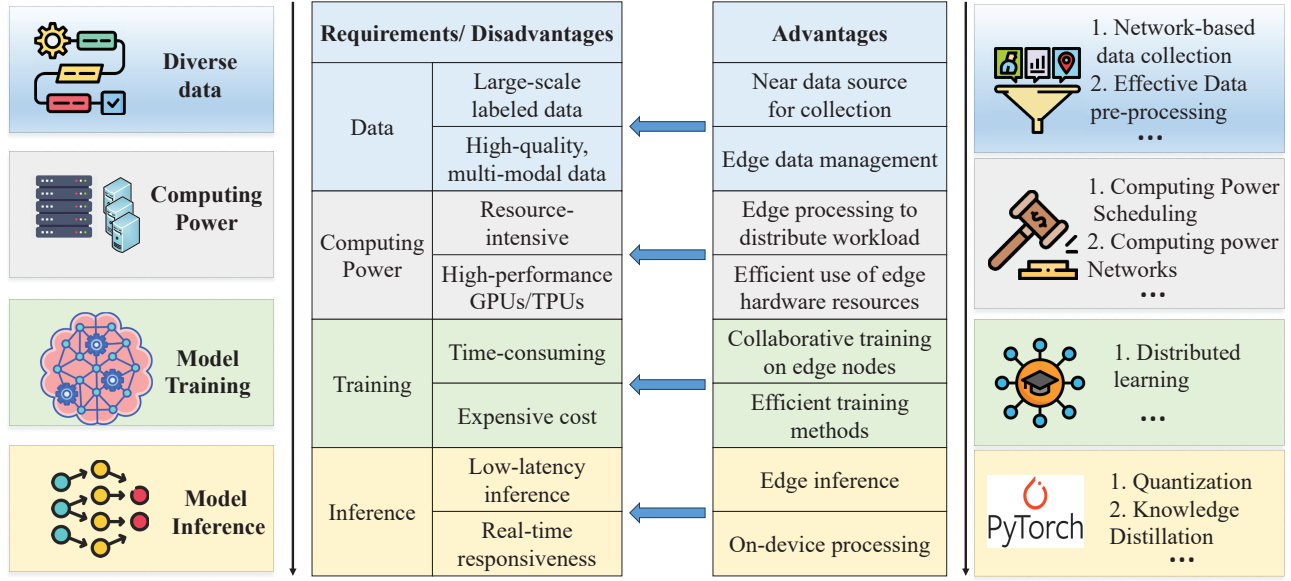 Diverse
data
Computing
Power
Model
Training
Model
Inference
Requirements/ Disadvantages
Data
Large-scale
labeled data
High-quality,
multi-modal data
Computing
Power
Resource-
intensive
High-performance
GPUs/TPUs
Training
Time-consuming
Expensive cost
Inference
Low-latency
inference
Real-time
responsiveness
Advantages
Near data source
for collection
Edge data management
Edge processing to
distribute workload
Efficient use of edge
hardware resources
Collaborative training
on edge nodes
Efficient training
methods
Edge inference
On-device processing
1. Network-based
data collection
2. Effective Data
pre-processing
...
$
1. Computing Power
Scheduling
2. Computing power
Networks
...
1. Distributed
learning
...
PyTorch
1. Quantization
2. Knowledge
Distillation
...